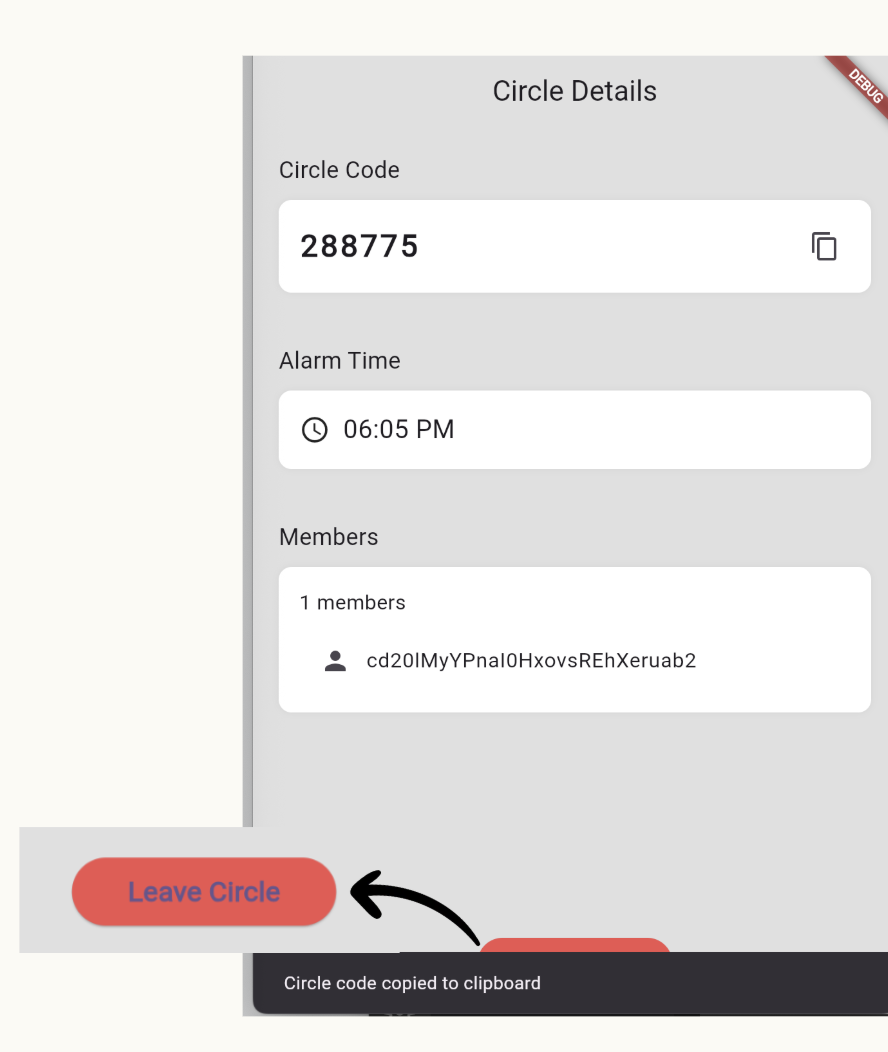 Circle Details
DEBUG
Circle Code
288775
Alarm Time
06:05 PM
Members
1 members
cd20lMyYPnal0HxovsREhXeruab2
Leave Circle
Circle code copied to clipboard